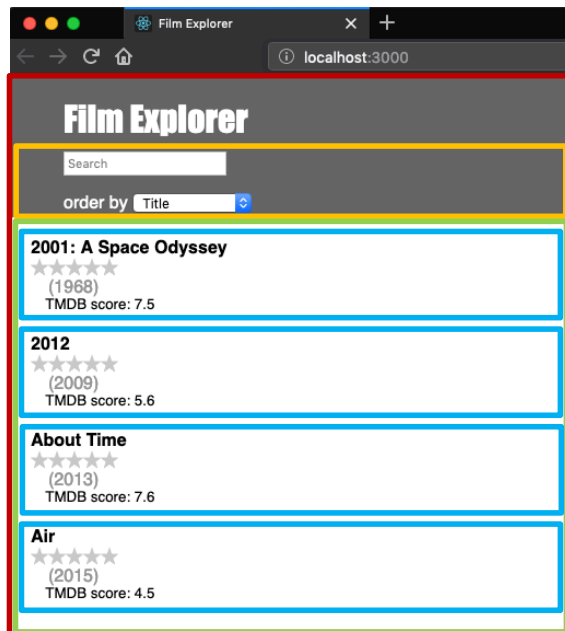 Film Explorer
localhost:3000
Film Explorer
Search
order by Title
2001: A Space Odyssey
(1968)
TMDB score: 7.5
2012
(2009)
TMDB score: 5.6
About Time
(2013)
TMDB score: 7.6
Air
(2015)
TMDB score: 4.5